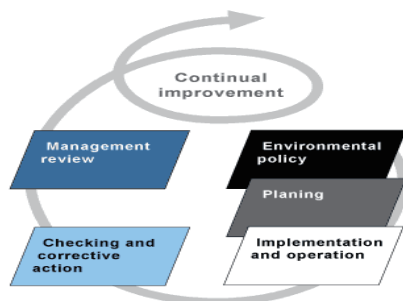 Continual
improvement
Management
review
Environmental
policy
Planing
Checking and
corrective
action
Implementation
and operation